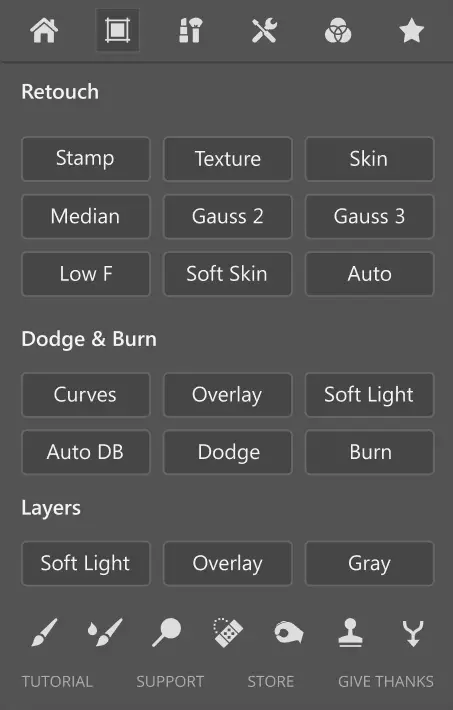 Retouch
Stamp Texture Skin
Median Gauss 2 Gauss 3
Low F Soft Skin Auto
Dodge & Burn
Curves Overlay Soft Light
Auto DB Dodge Burn
Layers
Soft Light Overlay Gray
TUTORIAL SUPPORT STORE GIVE THANKS